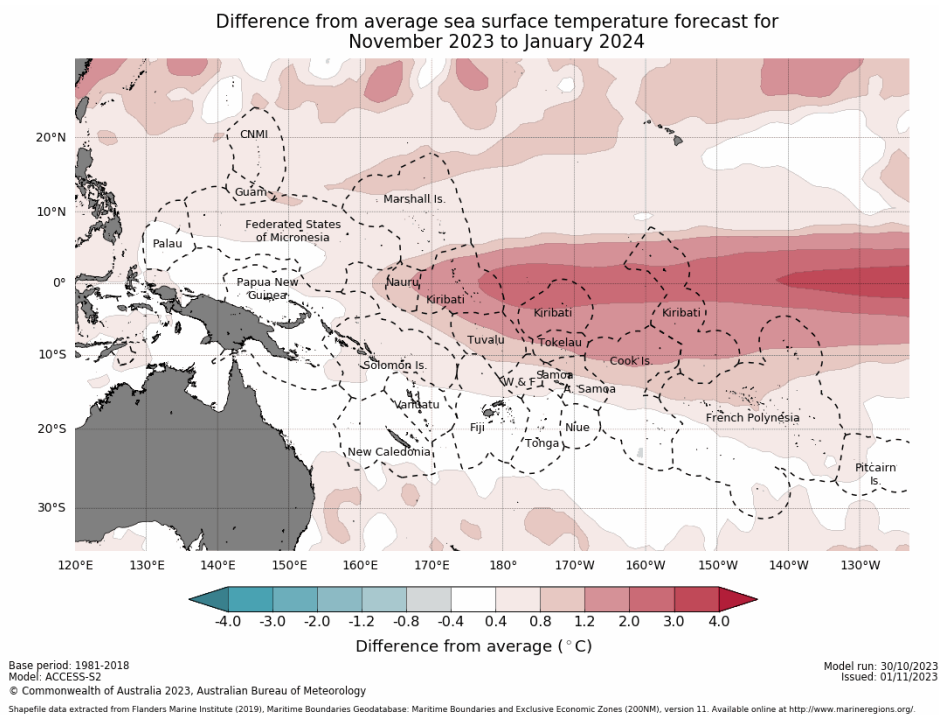 Difference from average sea surface temperature forecast for
November 2023 to January 2024
20°N
10°N
0°
10°S
20°S
30°S
CNMI
Guam
Marshall Is.
Federated States
of Micronesia
Palau
Papua New
Guinea
Nauru
Kiribati
Kiribati
Kiribati
Tuvalu
Tokelau
Solomon Is.
Cook Is.
W & F
Samoa
A. Samoa
Vanuatu
French Polynesia
Fiji
Niue
Tonga
New Caledonia
Pitcairn
Is.
120°E 130°E 140°E 150°E 160°E 170°E 180° 170°W 160°W 150°W 140°W 130°W
-4.0 -3.0 -2.0 -1.2 -0.8 -0.4 0.4 0.8 1.2 2.0 3.0 4.0
Difference from average (°C)
Base period: 1981-2018
Model: ACCESS-S2
© Commonwealth of Australia 2023, Australian Bureau of Meteorology
Model run: 30/10/2023
Issued: 01/11/2023
Shapefile data extracted from Flanders Marine Institute (2019), Maritime Boundaries Geodatabase: Maritime Boundaries and Exclusive Economic Zones (200NM), version 11. Available online at http://www.marineregions.org/.